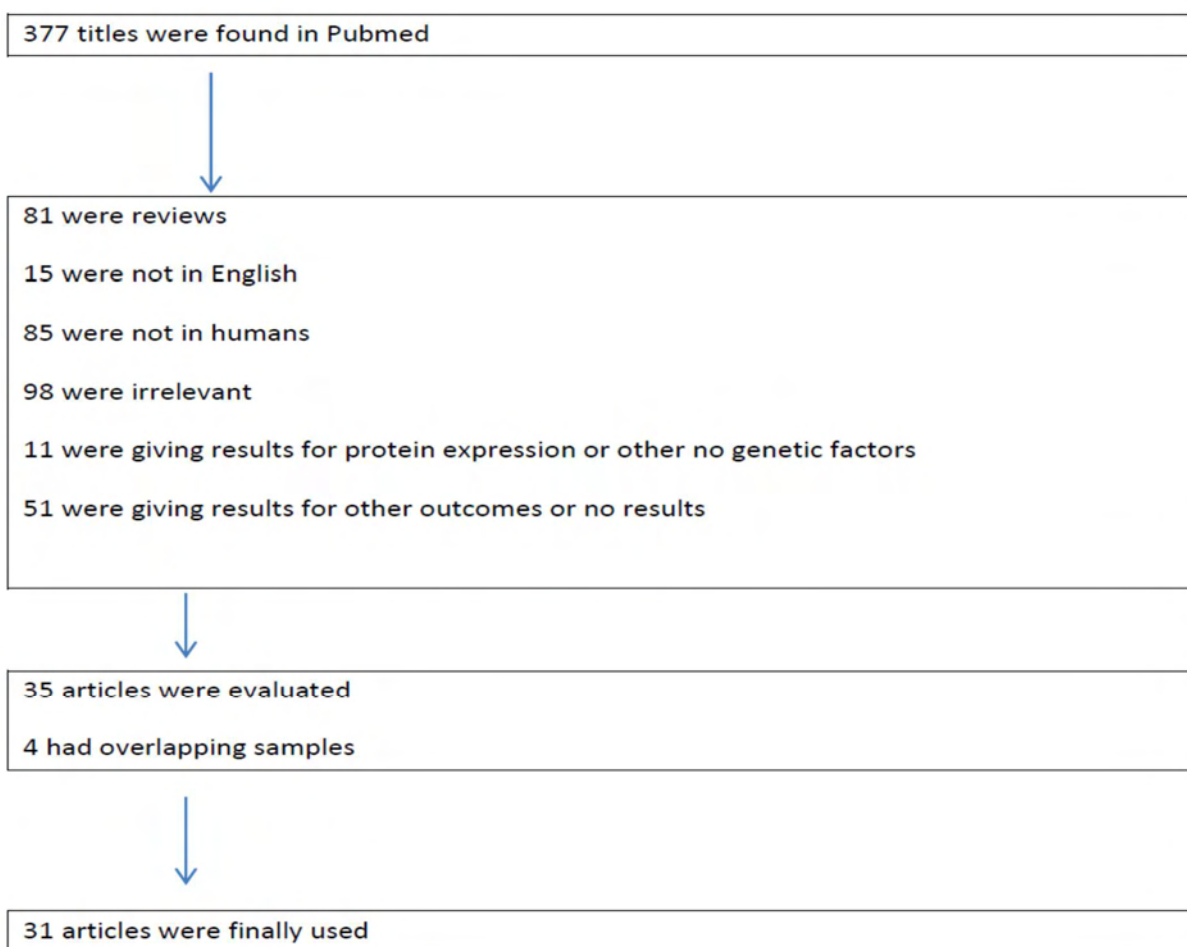 377 titles were found in Pubmed
81 were reviews
15 were not in English
85 were not in humans
98 were irrelevant
11 were giving results for protein expression or other no genetic factors
51 were giving results for other outcomes or no results
35 articles were evaluated
4 had overlapping samples
31 articles were finally used